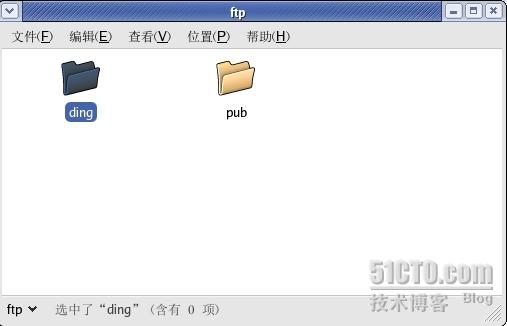 ftp
文件(F) 编辑(E) 查看(V) 位置(P) 帮助(H)
ding pub
51CTO.com
技术博客 Blog
ftp 选中了“ding”(含有 0 项)